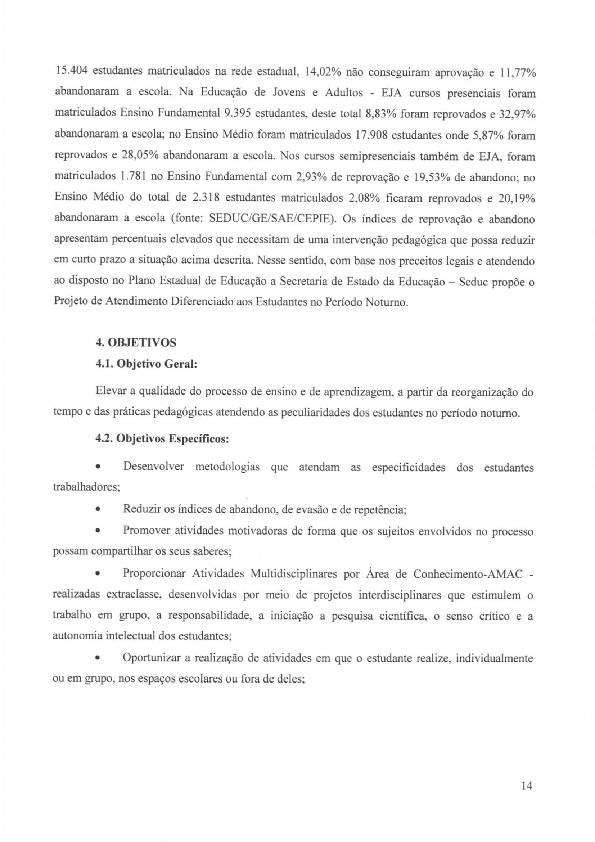 15.404 estudantes matriculados na rede estadual, 14,02% não conseguiram aprovação e 11,77%
abandonaram a escola. Na Educação de Jovens e Adultos - EJA cursos presenciais foram
matriculados Ensino Fundamental 9.395 estudantes, deste total 8,83% foram reprovados e 32,97%
abandonaram a escola; no Ensino Médio foram matriculados 17.908 estudantes onde 5,87% foram
reprovados e 28,05% abandonaram a escola. Nos cursos semipresenciais também de EJA, foram
matriculados 1.781 no Ensino Fundamental com 2,93% de reprovação e 19,53% de abandono; no
Ensino Médio do total de 2.318 estudantes matriculados 2,08% ficaram reprovados e 20,19%
abandonaram a escola (fonte: SEDUC/GE/SAE/CEPIE). Os índices de reprovação e abandono
apresentam percentuais elevados que necessitam de uma intervenção pedagógica que possa reduzir
em curto prazo a situação acima descrita. Nesse sentido, com base nos preceitos legais e atendendo
ao disposto no Plano Estadual de Educação a Secretaria de Estado da Educação – Seduc propõe o
Projeto de Atendimento Diferenciado aos Estudantes no Período Noturno.
4. OBJETIVOS
4.1. Objetivo Geral:
Elevar a qualidade do processo de ensino e de aprendizagem, a partir da reorganização do
tempo e das práticas pedagógicas atendendo as peculiaridades dos estudantes no período noturno.
4.2. Objetivos Específicos:
• Desenvolver metodologias que atendam as especificidades dos estudantes
trabalhadores;
• Reduzir os índices de abandono, de evasão e de repetência;
• Promover atividades motivadoras de forma que os sujeitos envolvidos no processo
possam compartilhar os seus saberes;
• Proporcionar Atividades Multidisciplinares por Área de Conhecimento-AMAC -
realizadas extraclasse, desenvolvidas por meio de projetos interdisciplinares que estimulem o
trabalho em grupo, a responsabilidade, a iniciação a pesquisa científica, o senso crítico e a
autonomia intelectual dos estudantes;
• Oportunizar a realização de atividades em que o estudante realize, individualmente
ou em grupo, nos espaços escolares ou fora de deles;
14